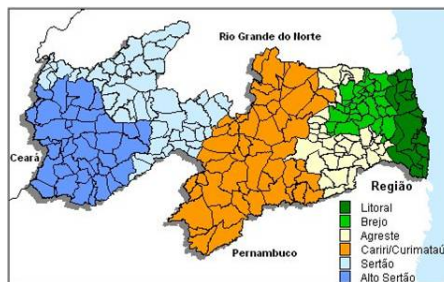 Rio Grande do Norte
Ceará
Pernambuco
Região
Litoral
Brejo
Agreste
Cariri/Curimataú
Sertão
Alto Sertão